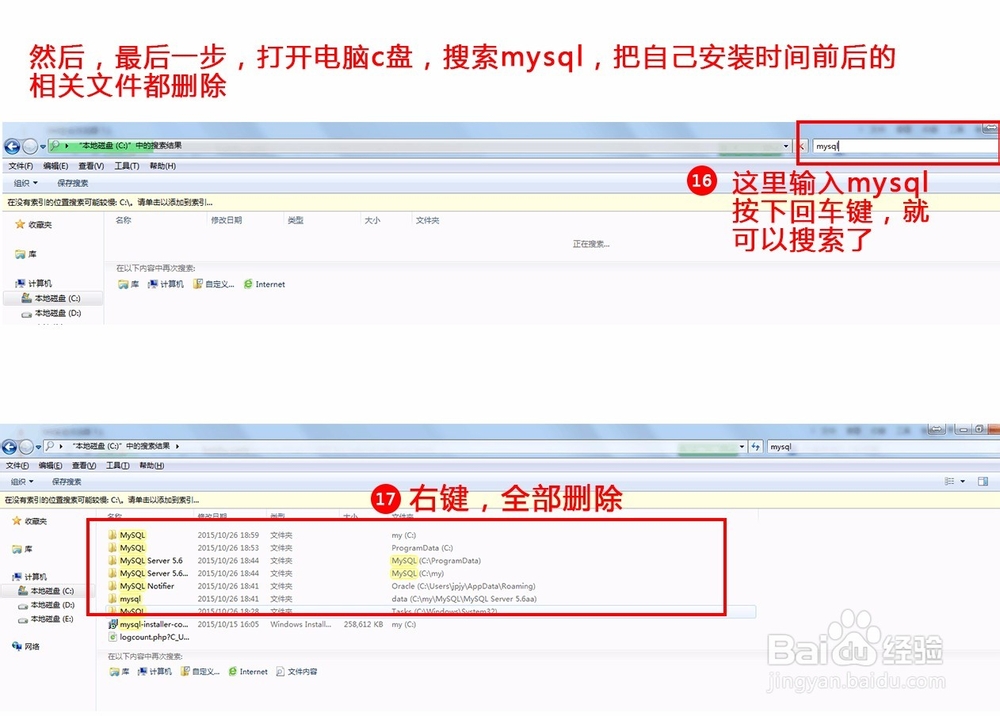 然后，最后一步，打开电脑c盘，搜索mysql，把自己安装时间前后的
相关文件都删除
"本地磁盘 (C:)" 中的搜索结果
mysql
文件(F) 编辑(E) 查看(V) 工具(T) 帮助(H)
组织 保存搜索
在没有索引的位置搜索可能较慢: C:\。请单击以添加到索引...
16 这里输入mysql
按下回车键，就
可以搜索了
收藏夹
库
计算机
本地磁盘 (C:)
本地磁盘 (D:)
名称 修改日期 类型 大小 文件夹
正在搜索...
在以下内容中再次搜索:
库 计算机 自定义... Internet
"本地磁盘 (C:)" 中的搜索结果
mysql
文件(F) 编辑(E) 查看(V) 工具(T) 帮助(H)
组织 保存搜索
在没有索引的位置搜索可能较慢: C:\。请单击以添加到索引...
17 右键，全部删除
收藏夹
库
计算机
本地磁盘 (C:)
本地磁盘 (D:)
本地磁盘 (E:)
网络
名称 修改日期 类型 大小 文件夹
MySQL 2015/10/26 18:59 文件夹 my (C:)
MySQL 2015/10/26 18:53 文件夹 ProgramData (C:)
MySQL Server 5.6 2015/10/26 18:44 文件夹 MySQL (C:\ProgramData)
MySQL Server 5.6... 2015/10/26 18:44 文件夹 MySQL (C:\my)
MySQL Notifier 2015/10/26 18:41 文件夹 Oracle (C:\Users\jpjy\AppData\Roaming)
mysql 2015/10/26 18:41 文件夹 data (C:\my\MySQL\MySQL Server 5.6aa)
MySQL 2015/10/26 18:28 文件夹 Tasks (C:\Windows\System32)
mysql-installer-co... 2015/10/15 16:05 Windows Install... 258,612 KB my (C:)
logcount.php?C_U...
在以下内容中再次搜索:
库 计算机 自定义... Internet 文件内容
Baidu 经验
jingyan.baidu.com